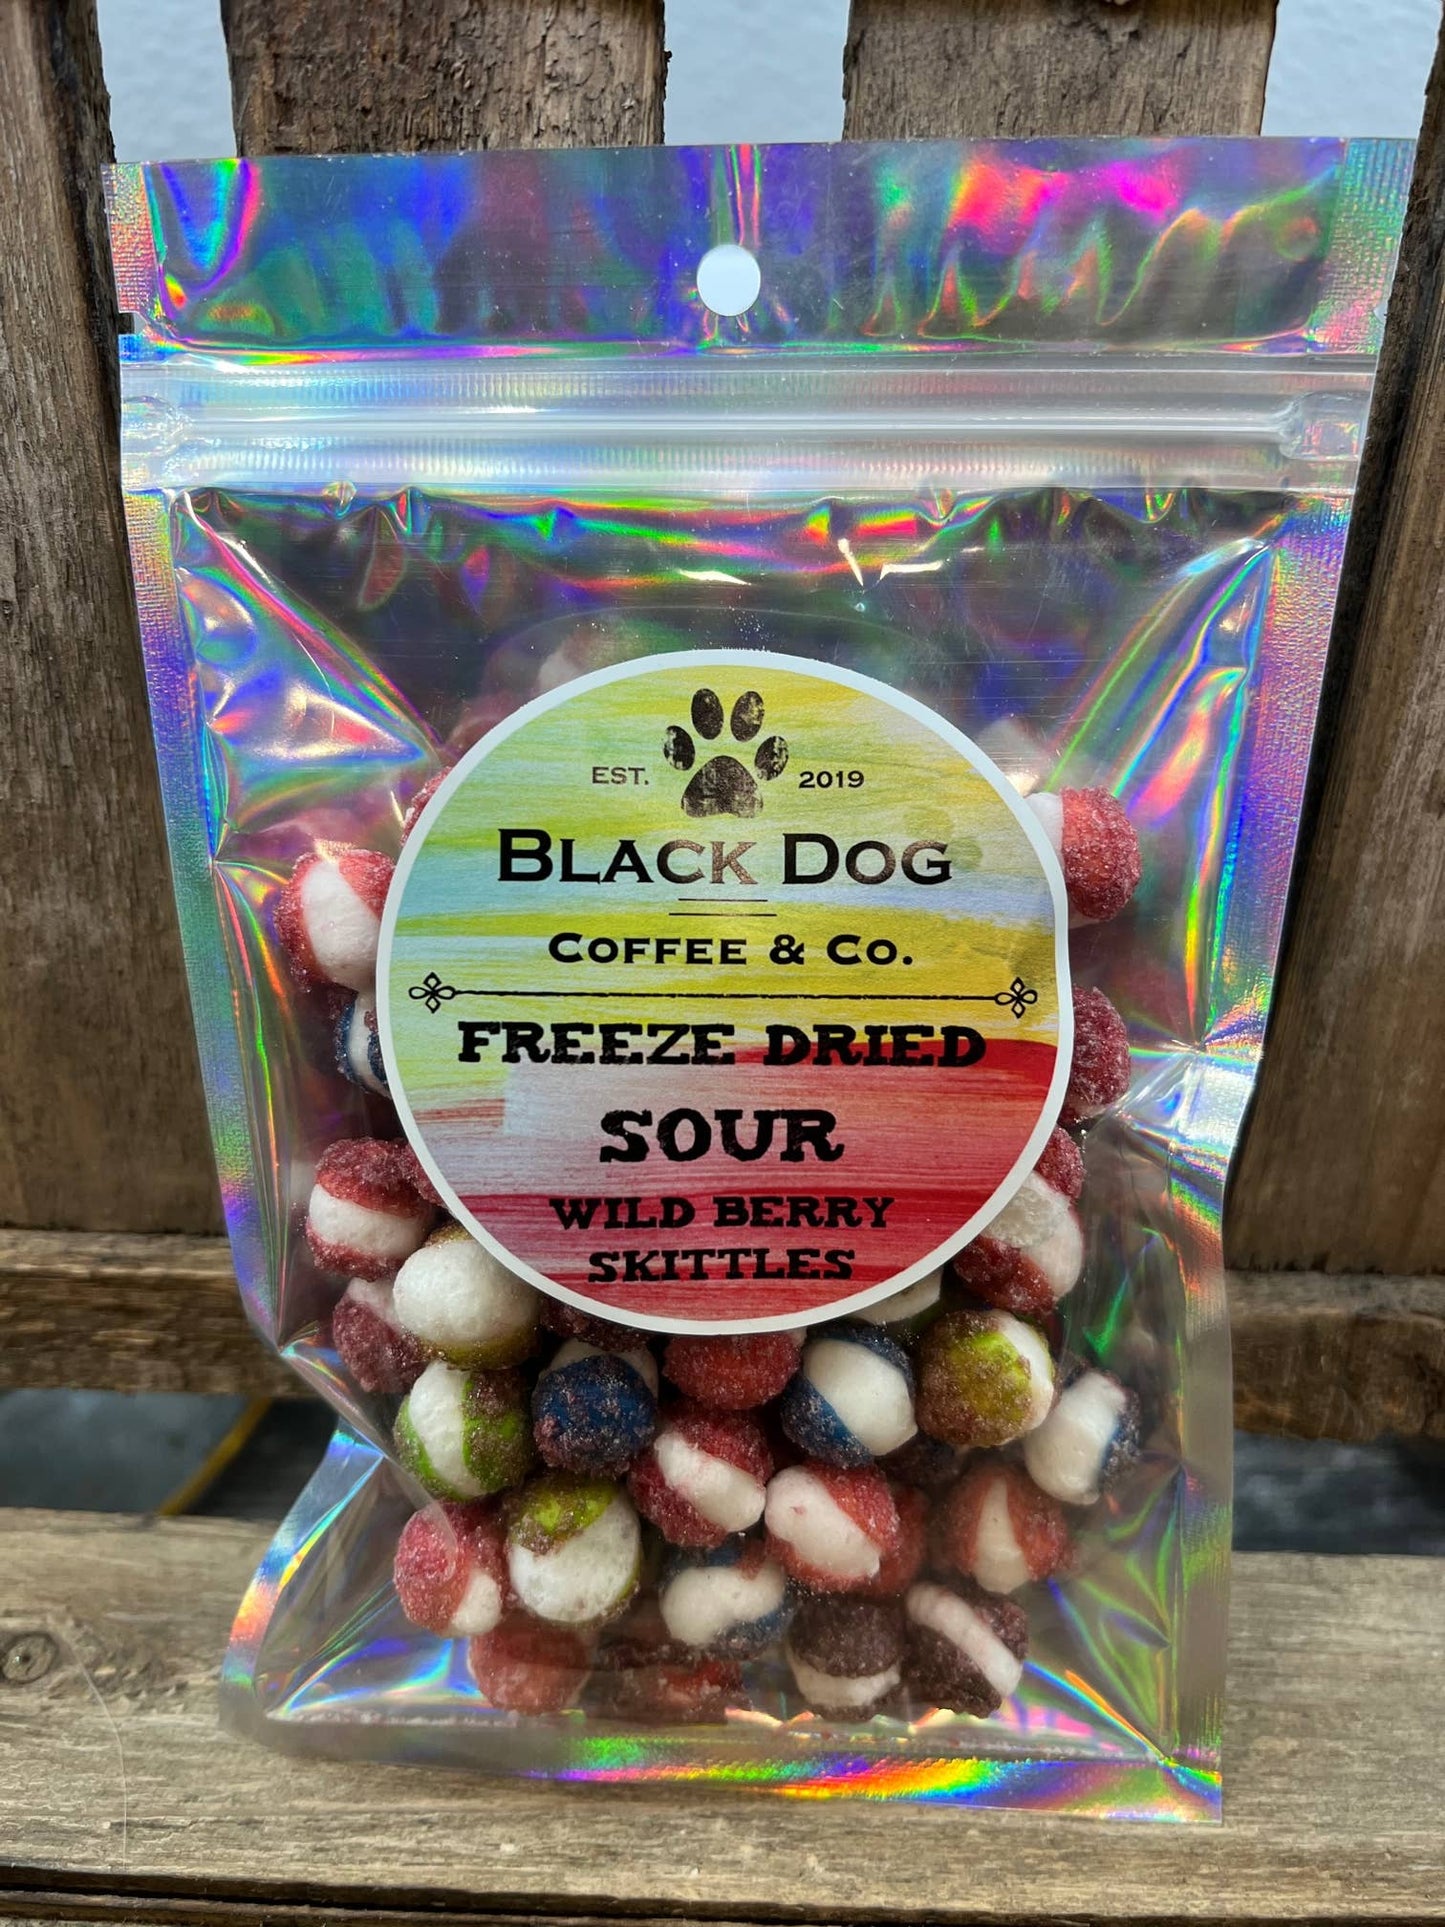 EST. 2019
BLACK DOG
COFFEE & CO.
FREEZE DRIED
SOUR
WILD BERRY
SKITTLES